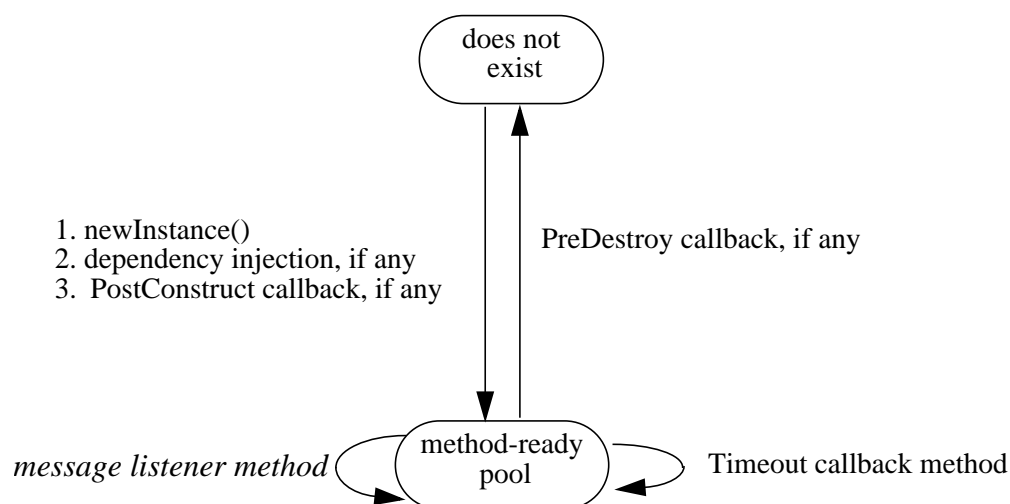 does not
exist
1. newInstance()
2. dependency injection, if any
3. PostConstruct callback, if any
PreDestroy callback, if any
method-ready
pool
message listener method
Timeout callback method